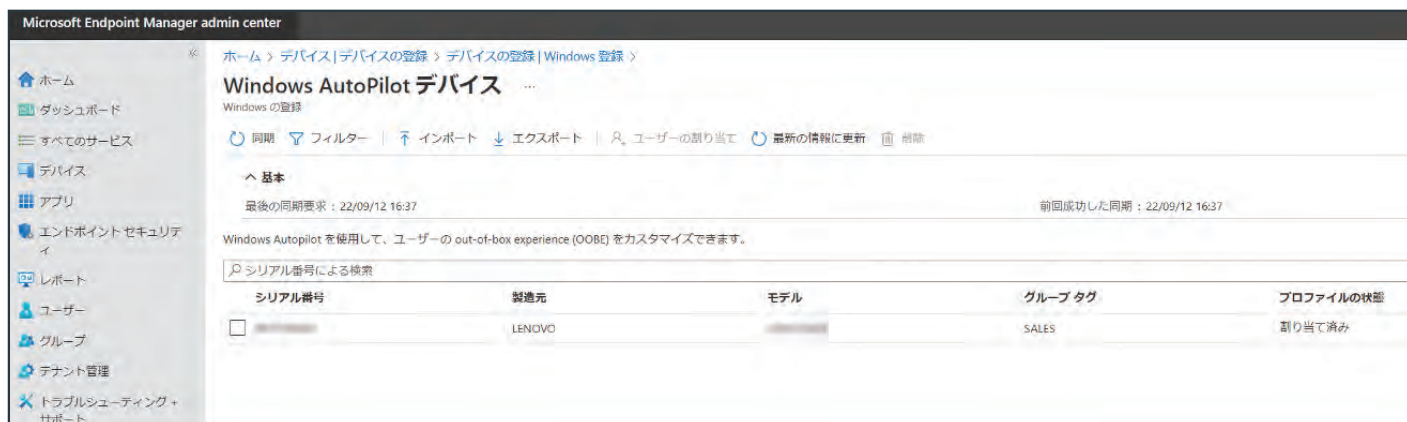 Microsoft Endpoint Manager admin center
ホーム > デバイス | デバイスの登録 > デバイスの登録 | Windows 登録 >
Windows AutoPilot デバイス …
Windows の登録
同期 フィルター インポート エクスポート ユーザーの割り当て 最新の情報に更新 削除
基本
最後の同期要求 : 22/09/12 16:37 前回成功した同期 : 22/09/12 16:37
Windows Autopilot を使用して、ユーザーの out-of-box experience (OOBE) をカスタマイズできます。
シリアル番号による検索
シリアル番号 製造元 モデル グループ タグ プロファイルの状態
LENOVO SALES 割り当て済み
ホーム
ダッシュボード
すべてのサービス
デバイス
アプリ
エンドポイント セキュリテ
ィ
レポート
ユーザー
グループ
テナント管理
トラブルシューティング +
サポート